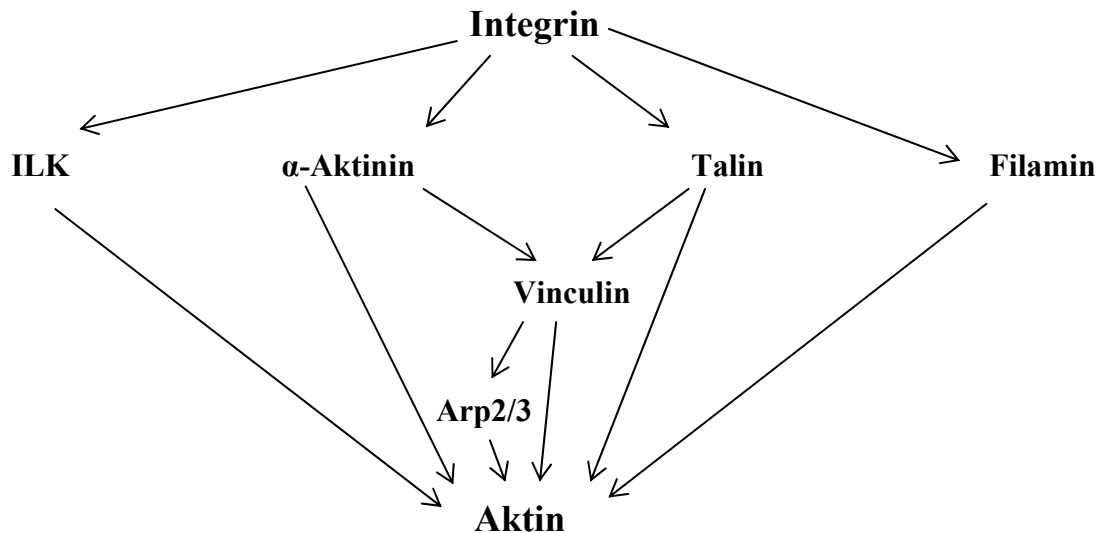 Integrin
ILK α-Aktinin Talin Filamin
Vinculin
Arp2/3
Aktin